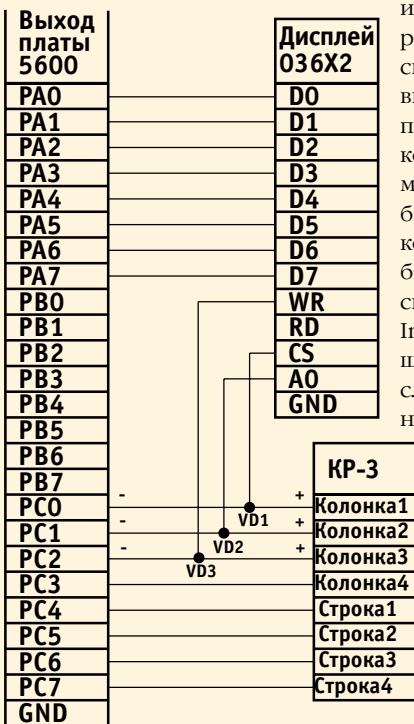 Выход
платы
5600
PA0
PA1
PA2
PA3
PA4
PA5
PA6
PA7
PB0
PB1
PB2
PB3
PB4
PB5
PB6
PB7
PC0
PC1
PC2
PC3
PC4
PC5
PC6
PC7
GND
Дисплей
036X2
D0
D1
D2
D3
D4
D5
D6
D7
WR
RD
CS
A0
GND
- + VD1
- + VD2
- + VD3
КР-3
Колонка1
Колонка2
Колонка3
Колонка4
Строка1
Строка2
Строка3
Строка4